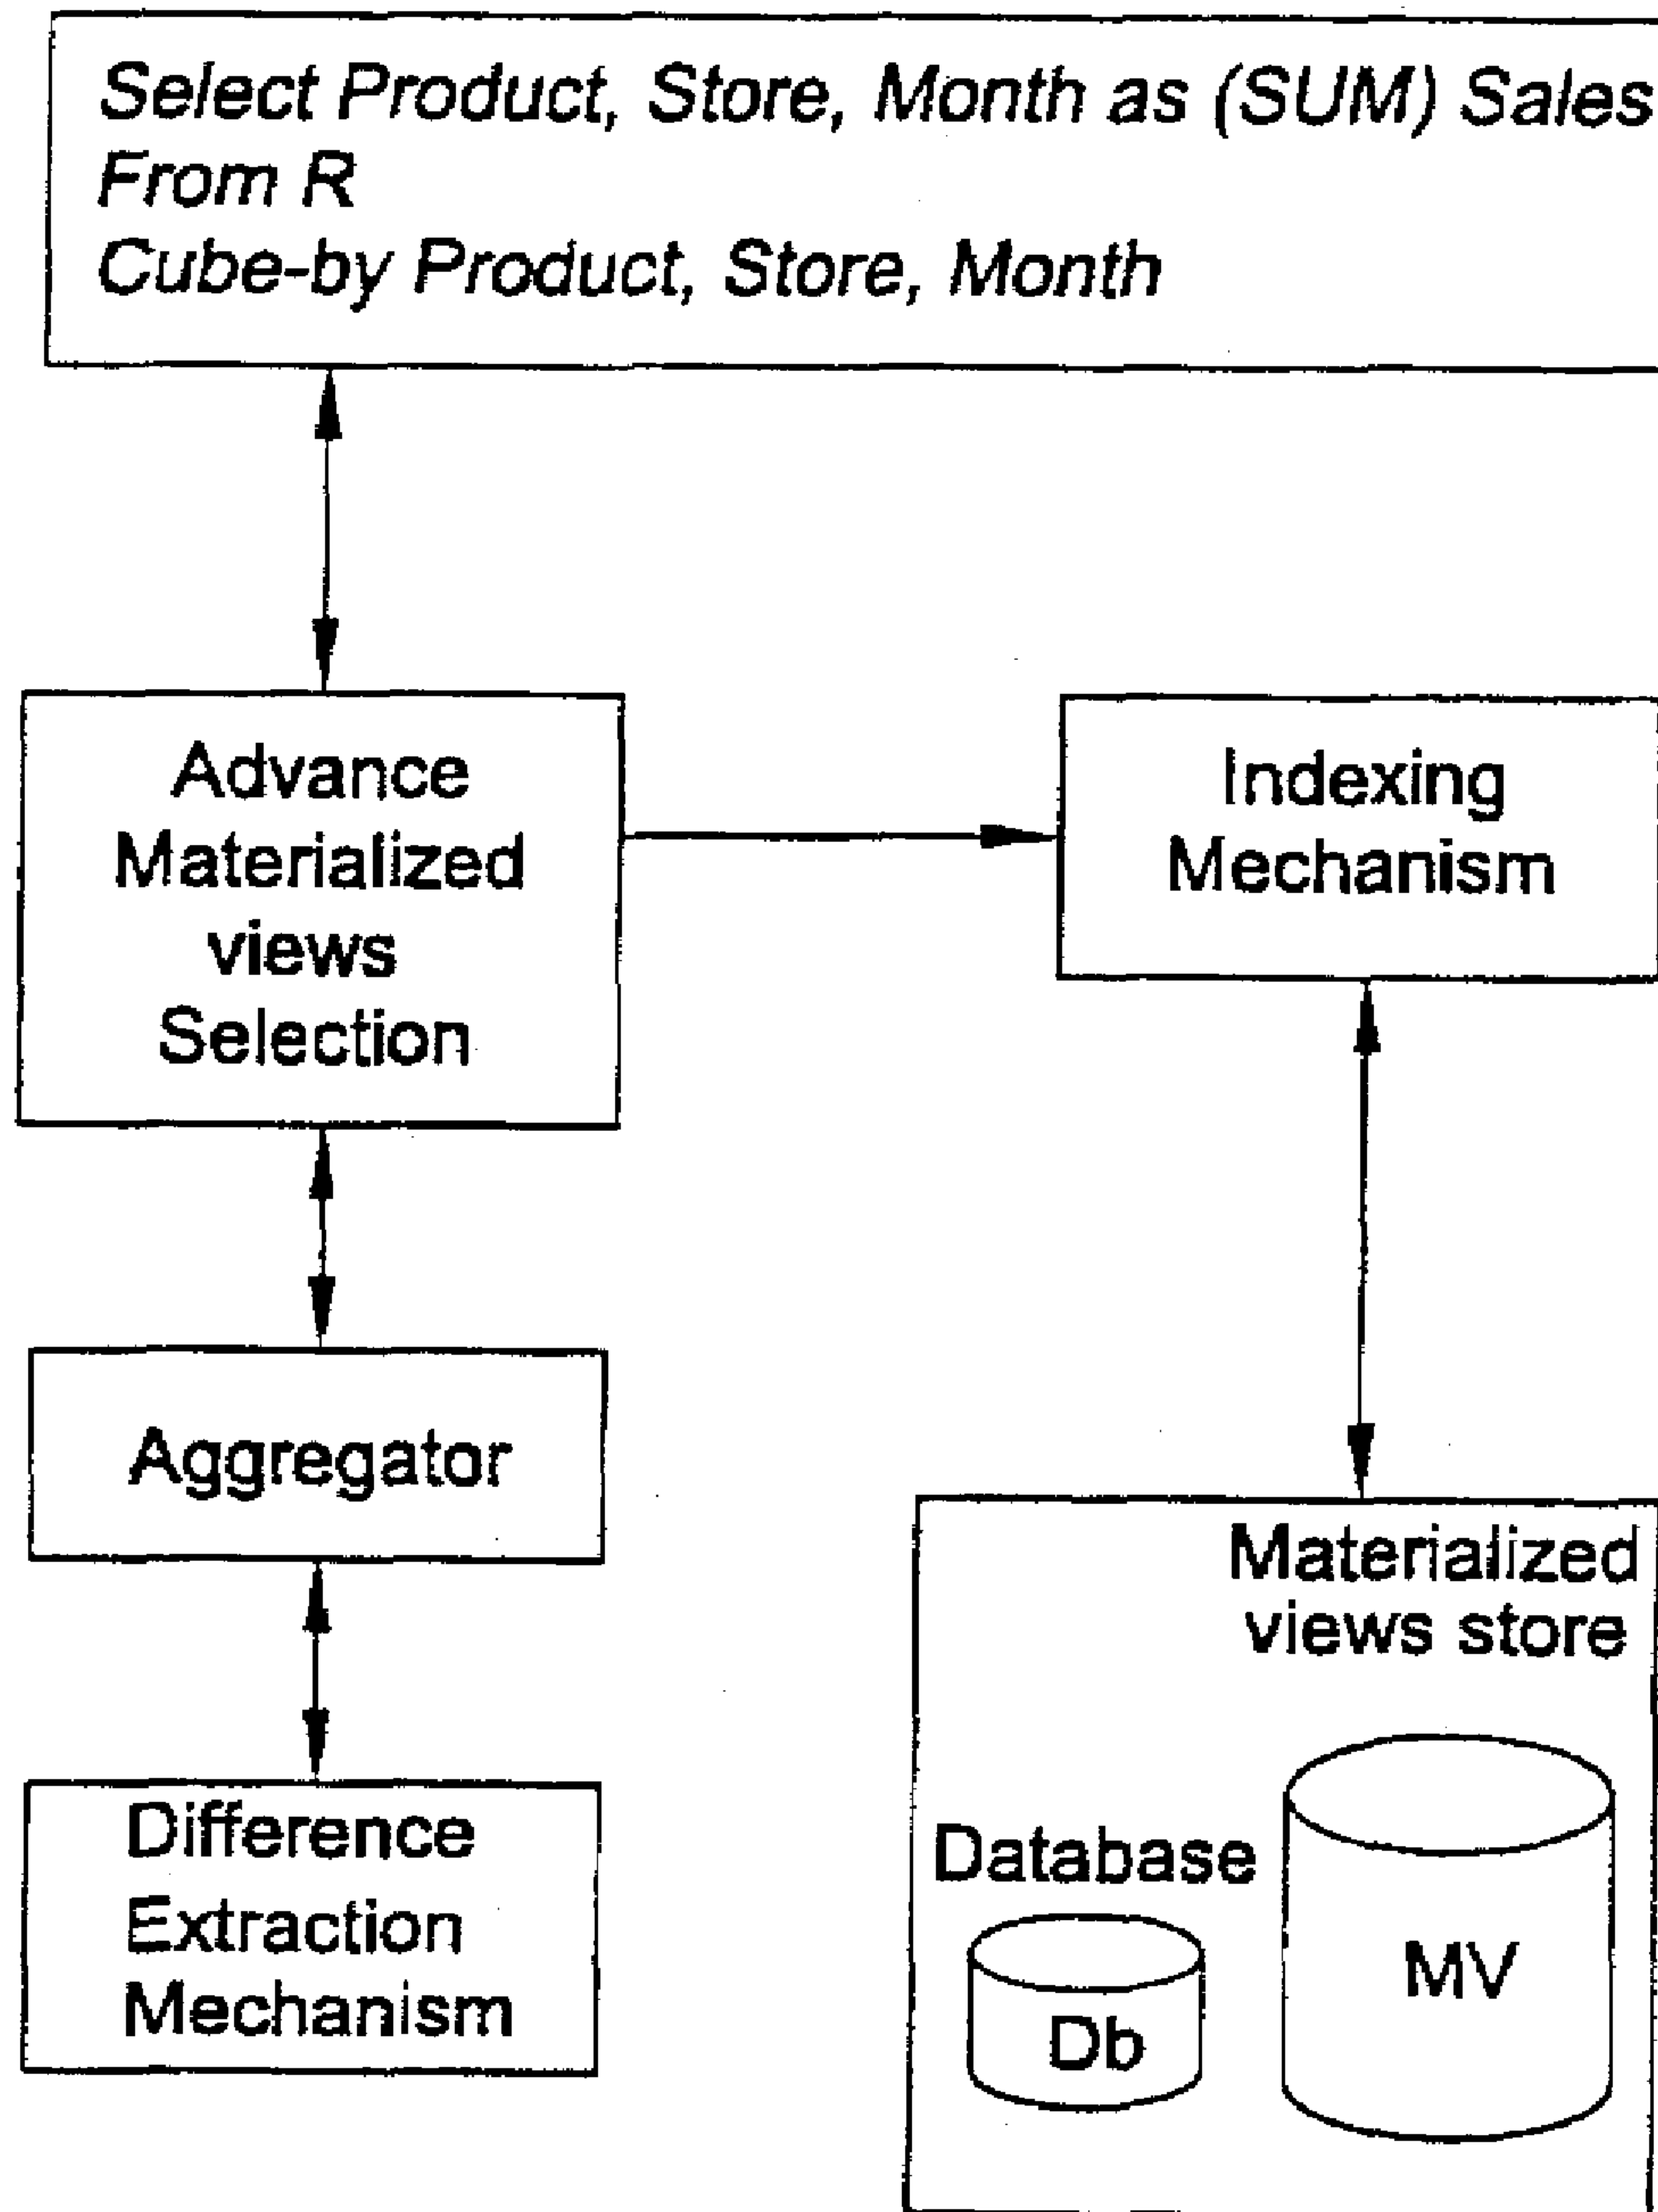 Select Product, Store, Month as (SUM) Sales
From R
Cube-by Product, Store, Month
Advance
Materialized
views
Selection
Indexing
Mechanism
Aggregator
Materialized
views store
Difference
Extraction
Mechanism
Database
Db
MV